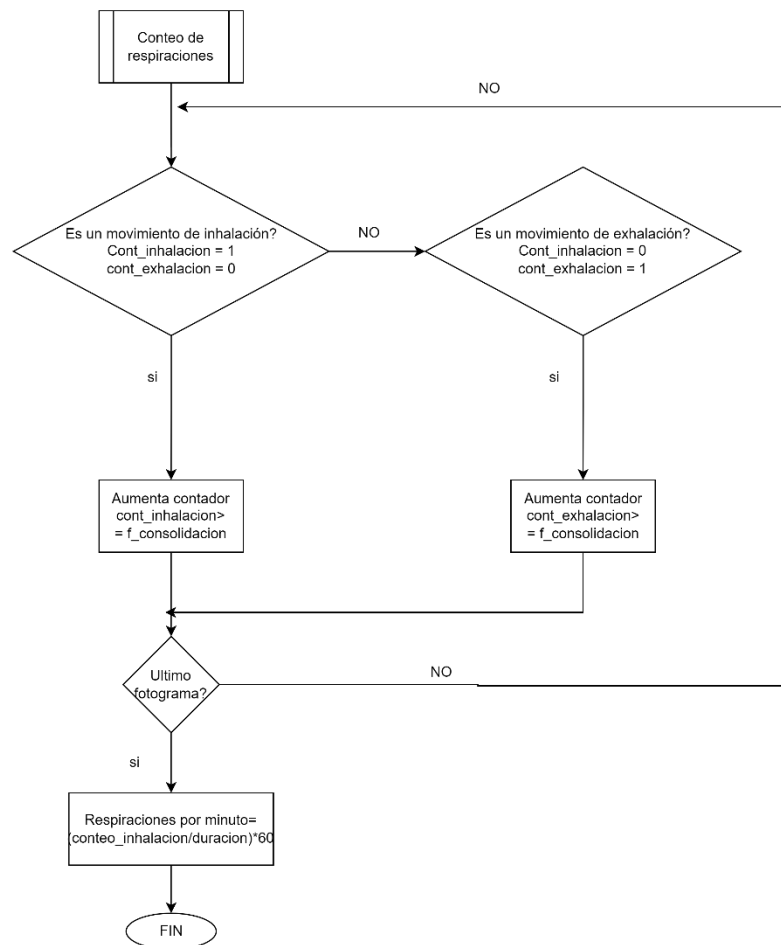 Conteo de
respiraciones
NO
Es un movimiento de inhalación?
Cont_inhalacion = 1
cont_exhalacion = 0
NO
Es un movimiento de exhalación?
Cont_inhalacion = 0
cont_exhalacion = 1
si
si
Aumenta contador
cont_inhalacion>
= f_consolidacion
Aumenta contador
cont_exhalacion>
= f_consolidacion
Ultimo
fotograma?
NO
si
Respiraciones por minuto=
(conteo_inhalacion/duracion)*60
FIN